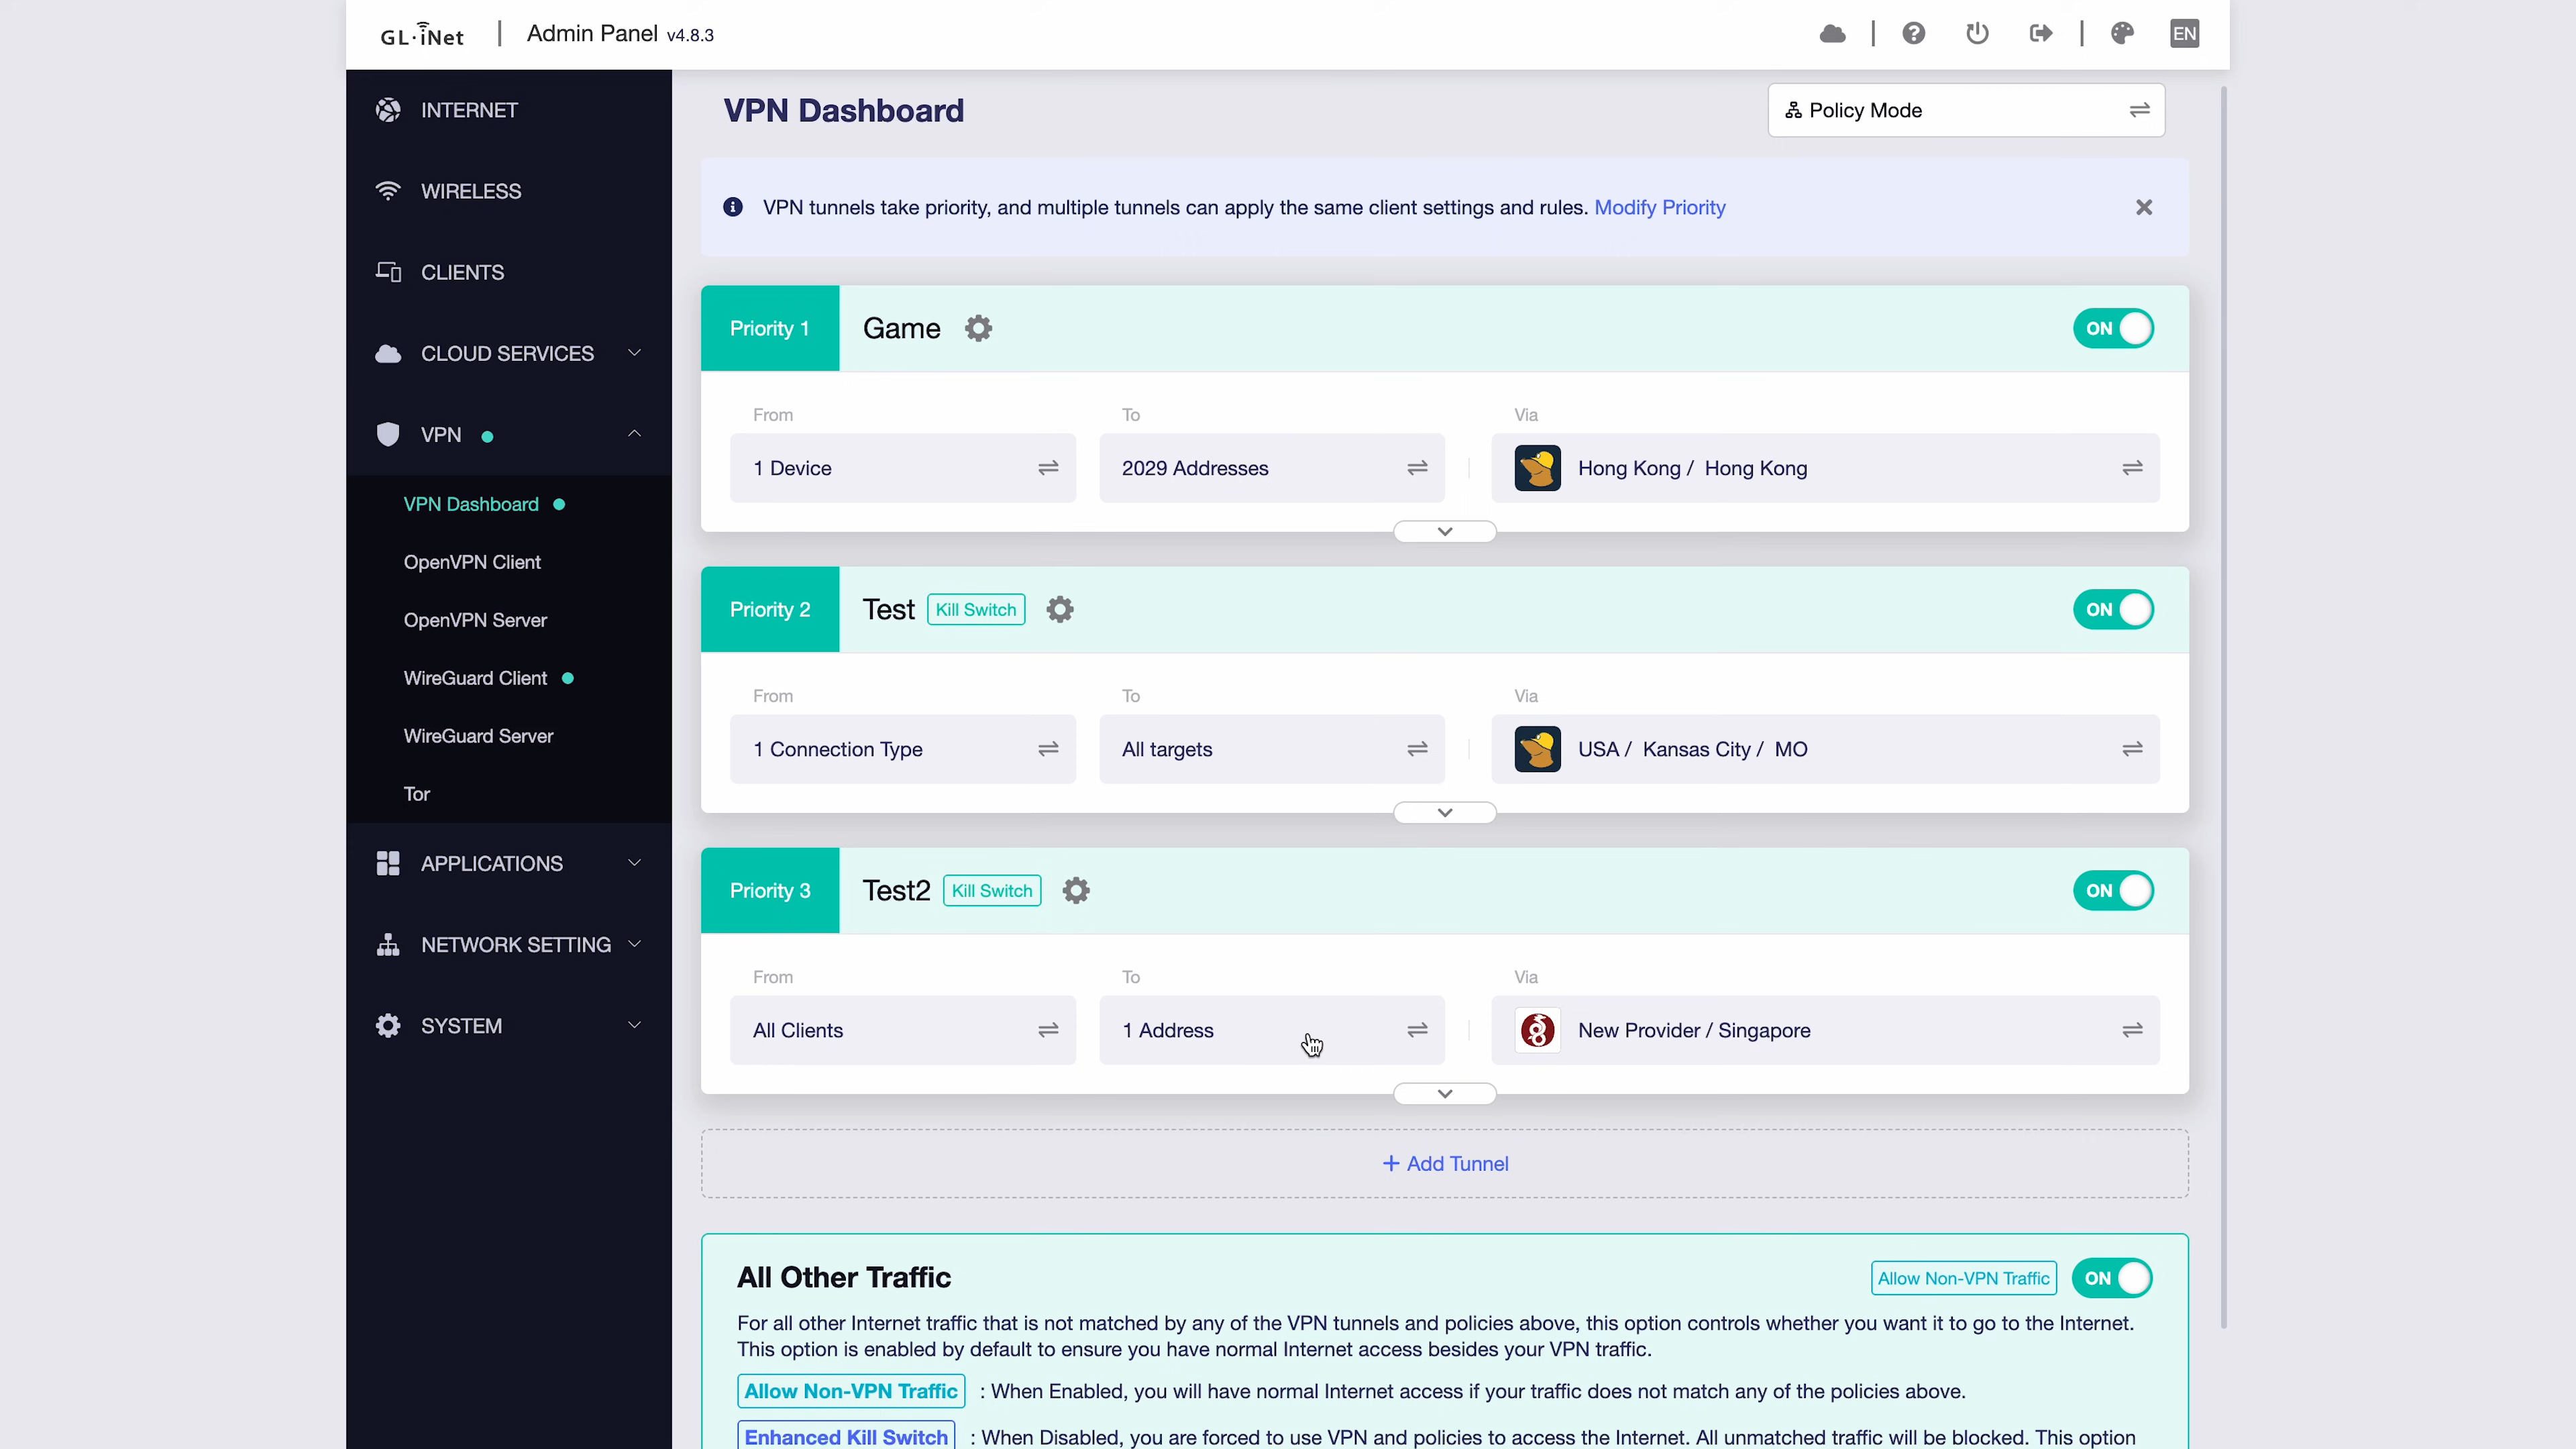 GL·iNet | Admin Panel v4.8.3
EN
INTERNET
WIRELESS
CLIENTS
CLOUD SERVICES
VPN
VPN Dashboard
OpenVPN Client
OpenVPN Server
WireGuard Client
WireGuard Server
Tor
APPLICATIONS
NETWORK SETTING
SYSTEM
VPN Dashboard
Policy Mode
VPN tunnels take priority, and multiple tunnels can apply the same client settings and rules. Modify Priority
Priority 1 Game ON
From To Via
1 Device 2029 Addresses Hong Kong / Hong Kong
Priority 2 Test Kill Switch ON
From To Via
1 Connection Type All targets USA / Kansas City / MO
Priority 3 Test2 Kill Switch ON
From To Via
All Clients 1 Address New Provider / Singapore
+ Add Tunnel
All Other Traffic Allow Non-VPN Traffic ON
For all other Internet traffic that is not matched by any of the VPN tunnels and policies above, this option controls whether you want it to go to the Internet.
This option is enabled by default to ensure you have normal Internet access besides your VPN traffic.
Allow Non-VPN Traffic : When Enabled, you will have normal Internet access if your traffic does not match any of the policies above.
Enhanced Kill Switch : When Disabled, you are forced to use VPN and policies to access the Internet. All unmatched traffic will be blocked. This option